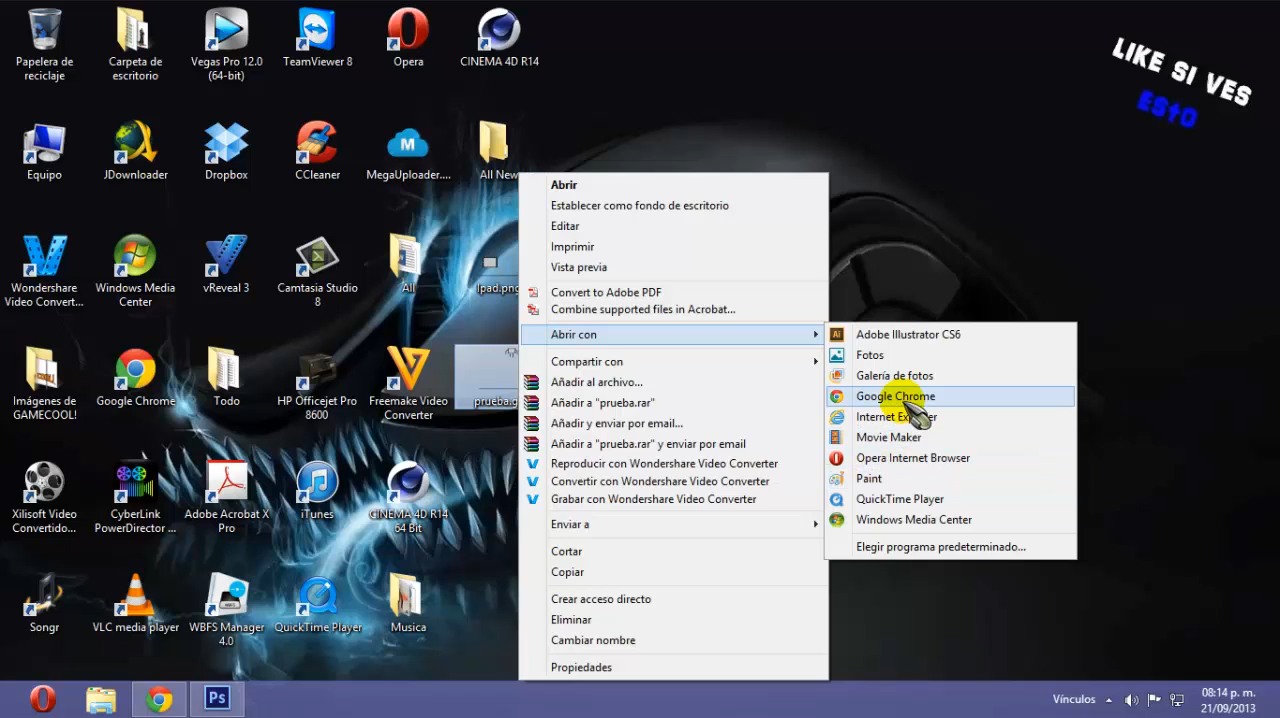 Papelera de
reciclaje
Carpeta de
escritorio
Vegas Pro 12.0
(64-bit)
TeamViewer 8
Opera
CINEMA 4D R14
LIKE SI VES
EStO
Equipo
JDownloader
Dropbox
CCleaner
MegaUploader....
All New
Wondershare
Video Convert...
Windows Media
Center
vReveal 3
Camtasia Studio
8
All
Ipad.png
Imágenes de
GAMECOOL!
Google Chrome
Todo
HP Officejet Pro
8600
Freemake Video
Converter
prueba.g
Xilisoft Video
Convertido...
CyberLink
PowerDirector ...
Adobe Acrobat X
Pro
iTunes
CINEMA 4D R14
64 Bit
Songr
VLC media player
WBFS Manager
4.0
QuickTime Player
Musica
Abrir
Establecer como fondo de escritorio
Editar
Imprimir
Vista previa
Convert to Adobe PDF
Combine supported files in Acrobat...
Abrir con
Compartir con
Añadir al archivo...
Añadir a "prueba.rar"
Añadir y enviar por email...
Añadir a "prueba.rar" y enviar por email
Reproducir con Wondershare Video Converter
Convertir con Wondershare Video Converter
Grabar con Wondershare Video Converter
Enviar a
Cortar
Copiar
Crear acceso directo
Eliminar
Cambiar nombre
Propiedades
Ai
Adobe Illustrator CS6
Fotos
Galería de fotos
Google Chrome
Internet
Movie Maker
Opera Internet Browser
Paint
QuickTime Player
Windows Media Center
Elegir programa predeterminado...
Ps
Vínculos
08:14 p. m.
21/09/2013